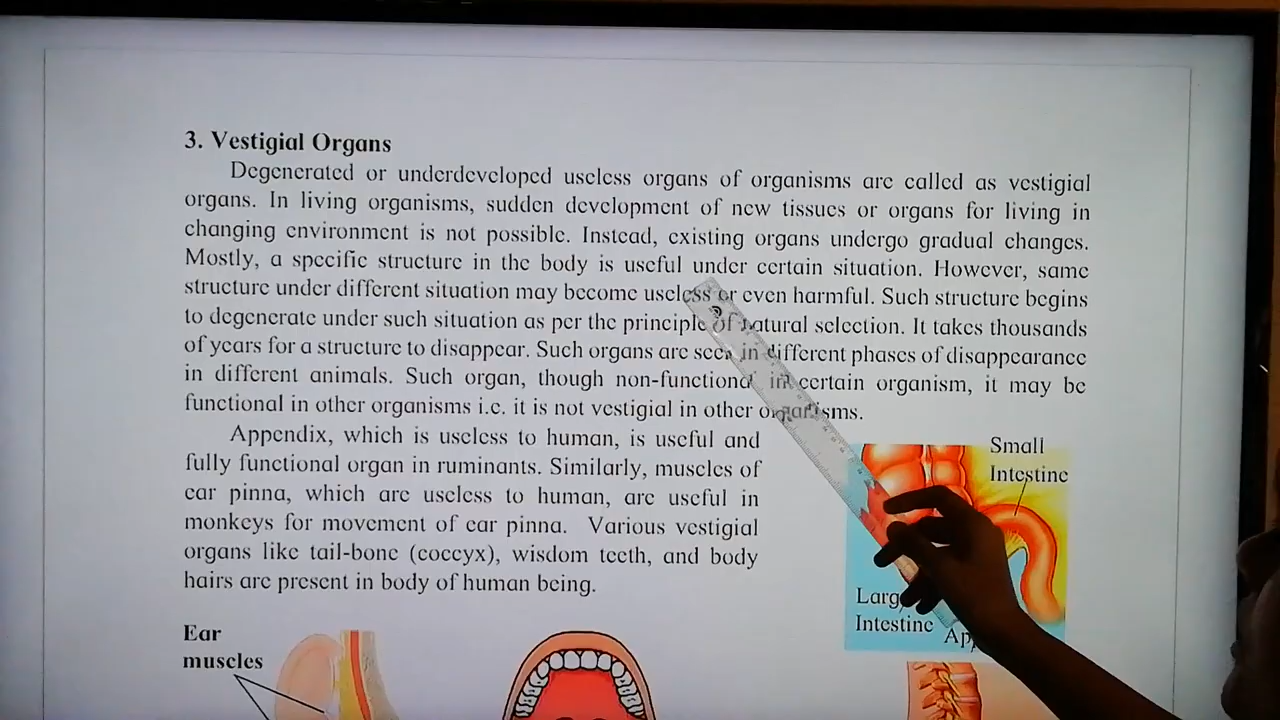 3. Vestigial Organs
Degenerated or underdeveloped useless organs of organisms are called as vestigial
organs. In living organisms, sudden development of new tissues or organs for living in
changing environment is not possible. Instead, existing organs undergo gradual changes.
Mostly, a specific structure in the body is useful under certain situation. However, same
structure under different situation may become useless or even harmful. Such structure begins
to degenerate under such situation as per the principle of natural selection. It takes thousands
of years for a structure to disappear. Such organs are seen in different phases of disappearance
in different animals. Such organ, though non-functional in certain organism, it may be
functional in other organisms i.e. it is not vestigial in other organisms.
Appendix, which is useless to human, is useful and
fully functional organ in ruminants. Similarly, muscles of
ear pinna, which are useless to human, are useful in
monkeys for movement of ear pinna. Various vestigial
organs like tail-bone (coccyx), wisdom teeth, and body
hairs are present in body of human being.
Small
Intestine
Intestine
Ear
muscles